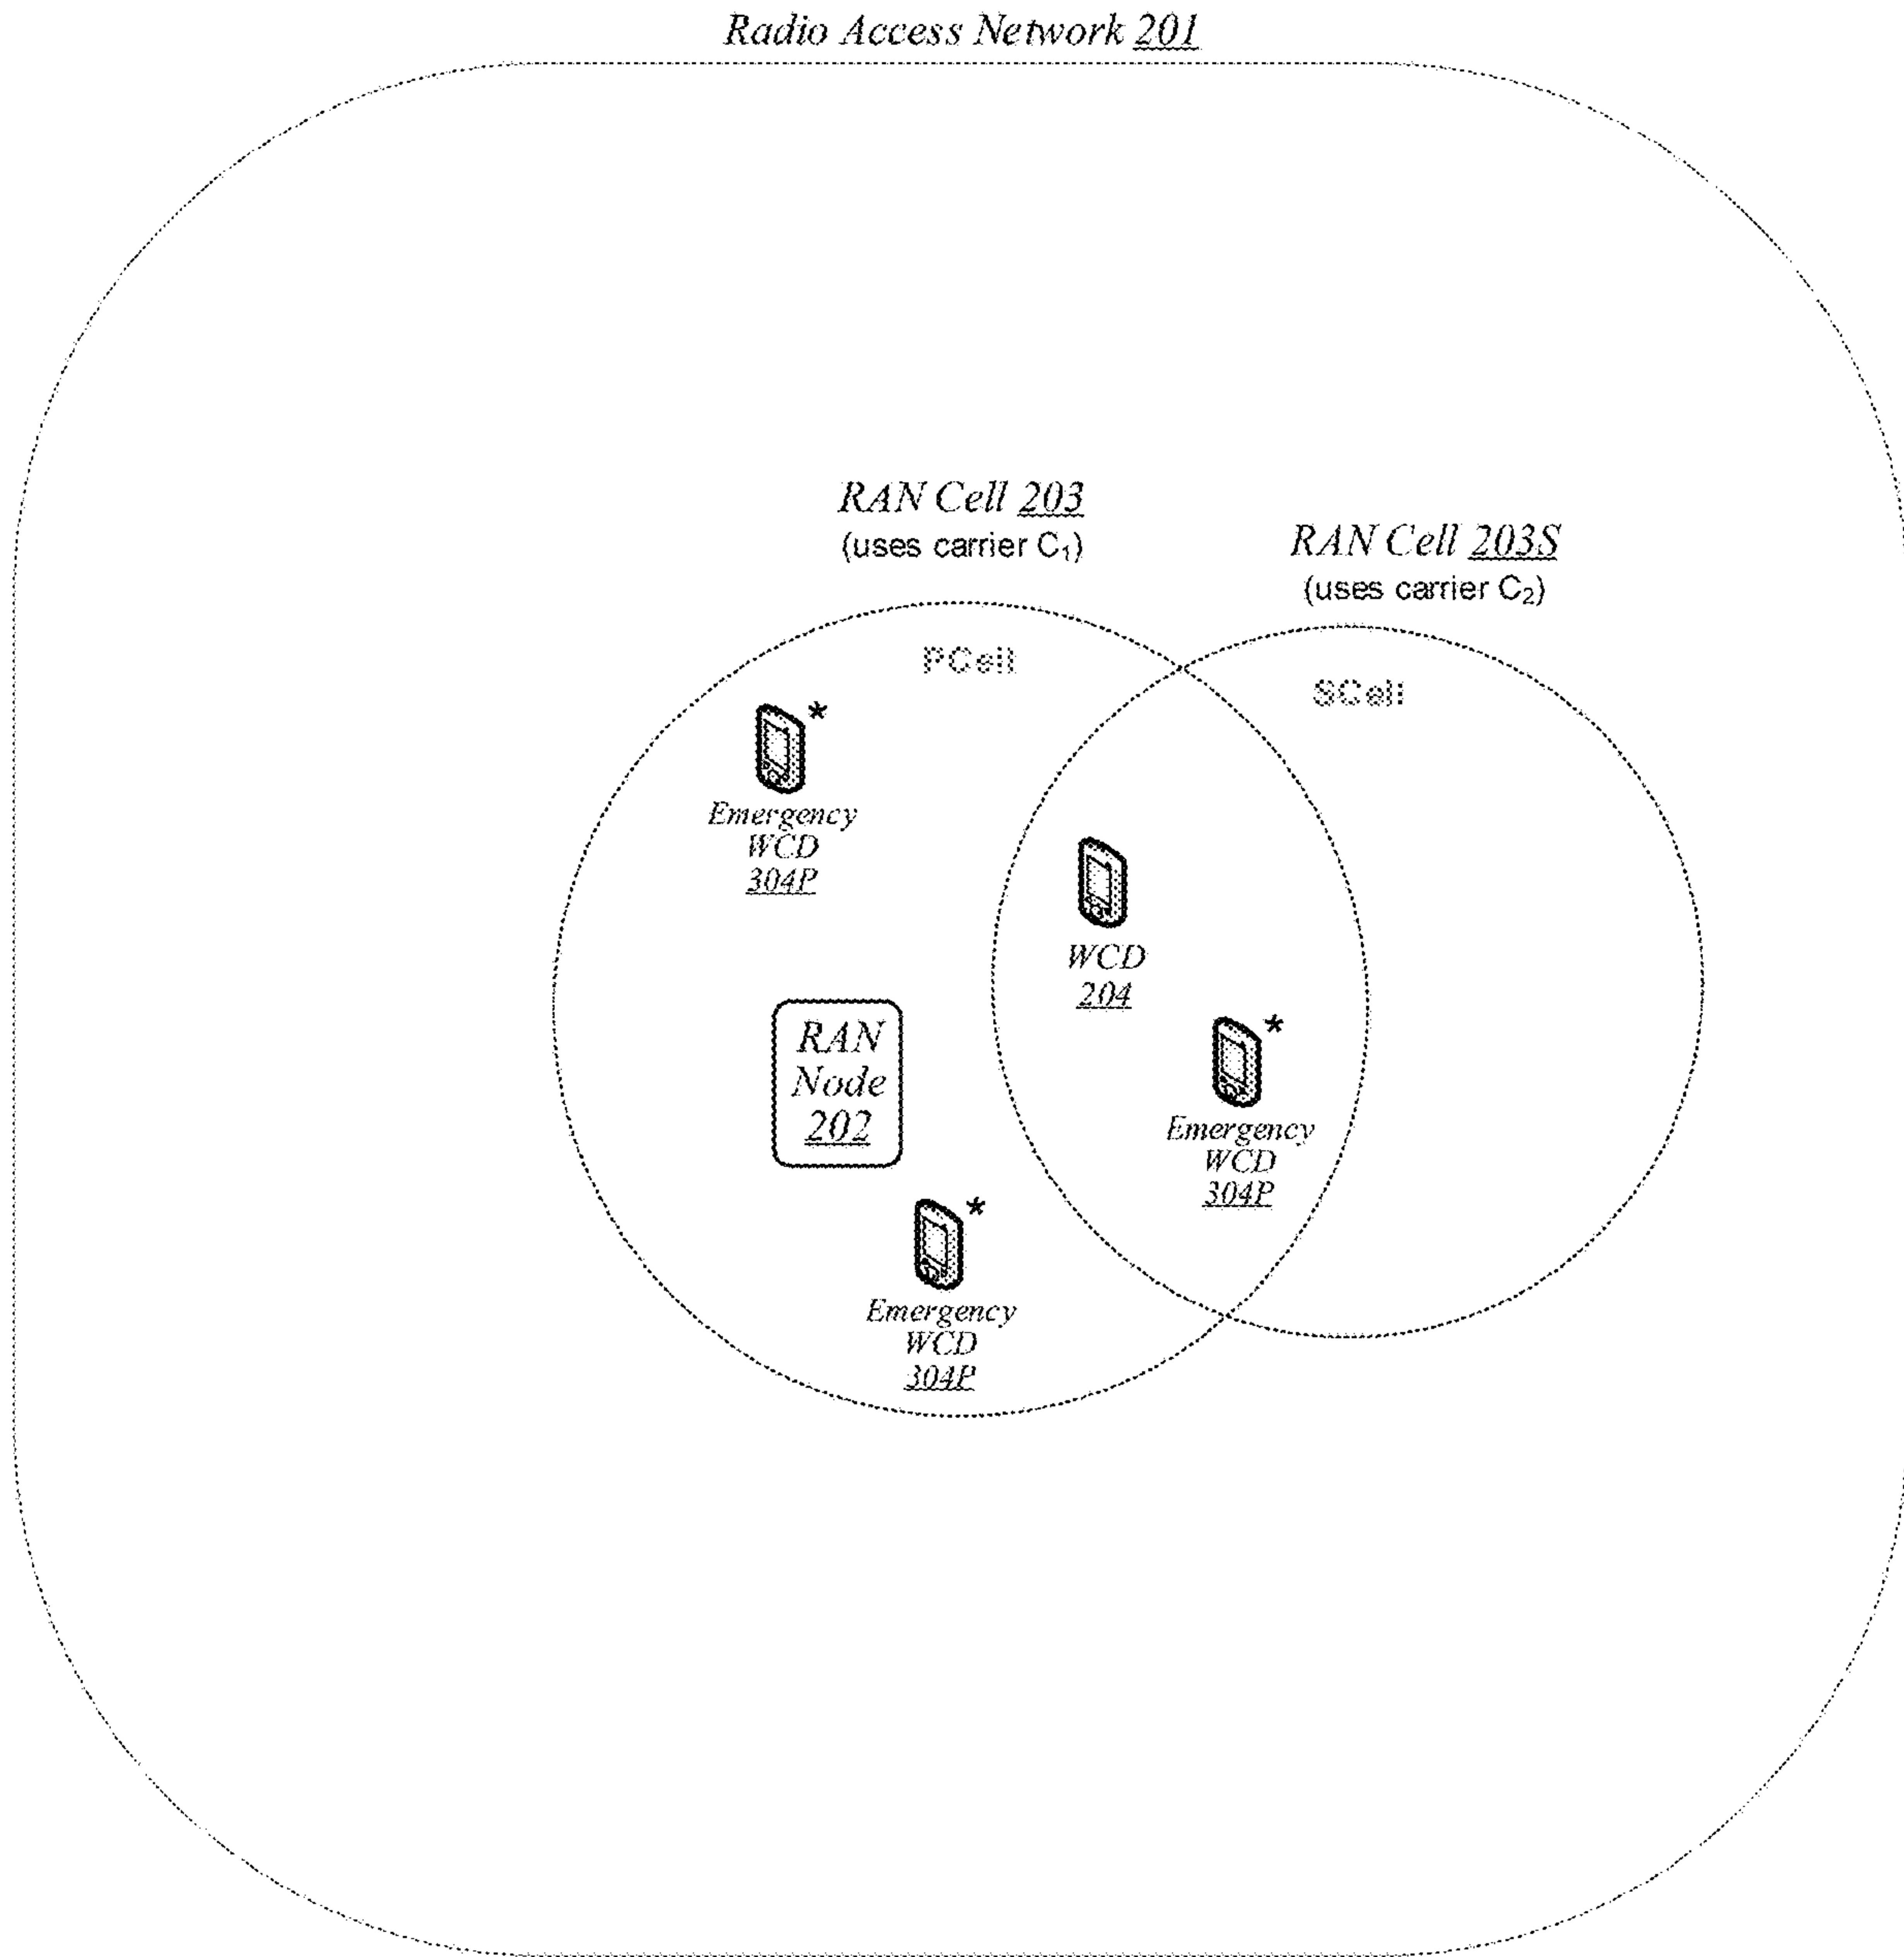 Radio Access Network 201
RAN Cell 203
(uses carrier C₁)
RAN Cell 203S
(uses carrier C₂)
PCell
SCell
*
Emergency
WCD
304P
WCD
204
RAN
Node
202
*
Emergency
WCD
304P
*
Emergency
WCD
304P